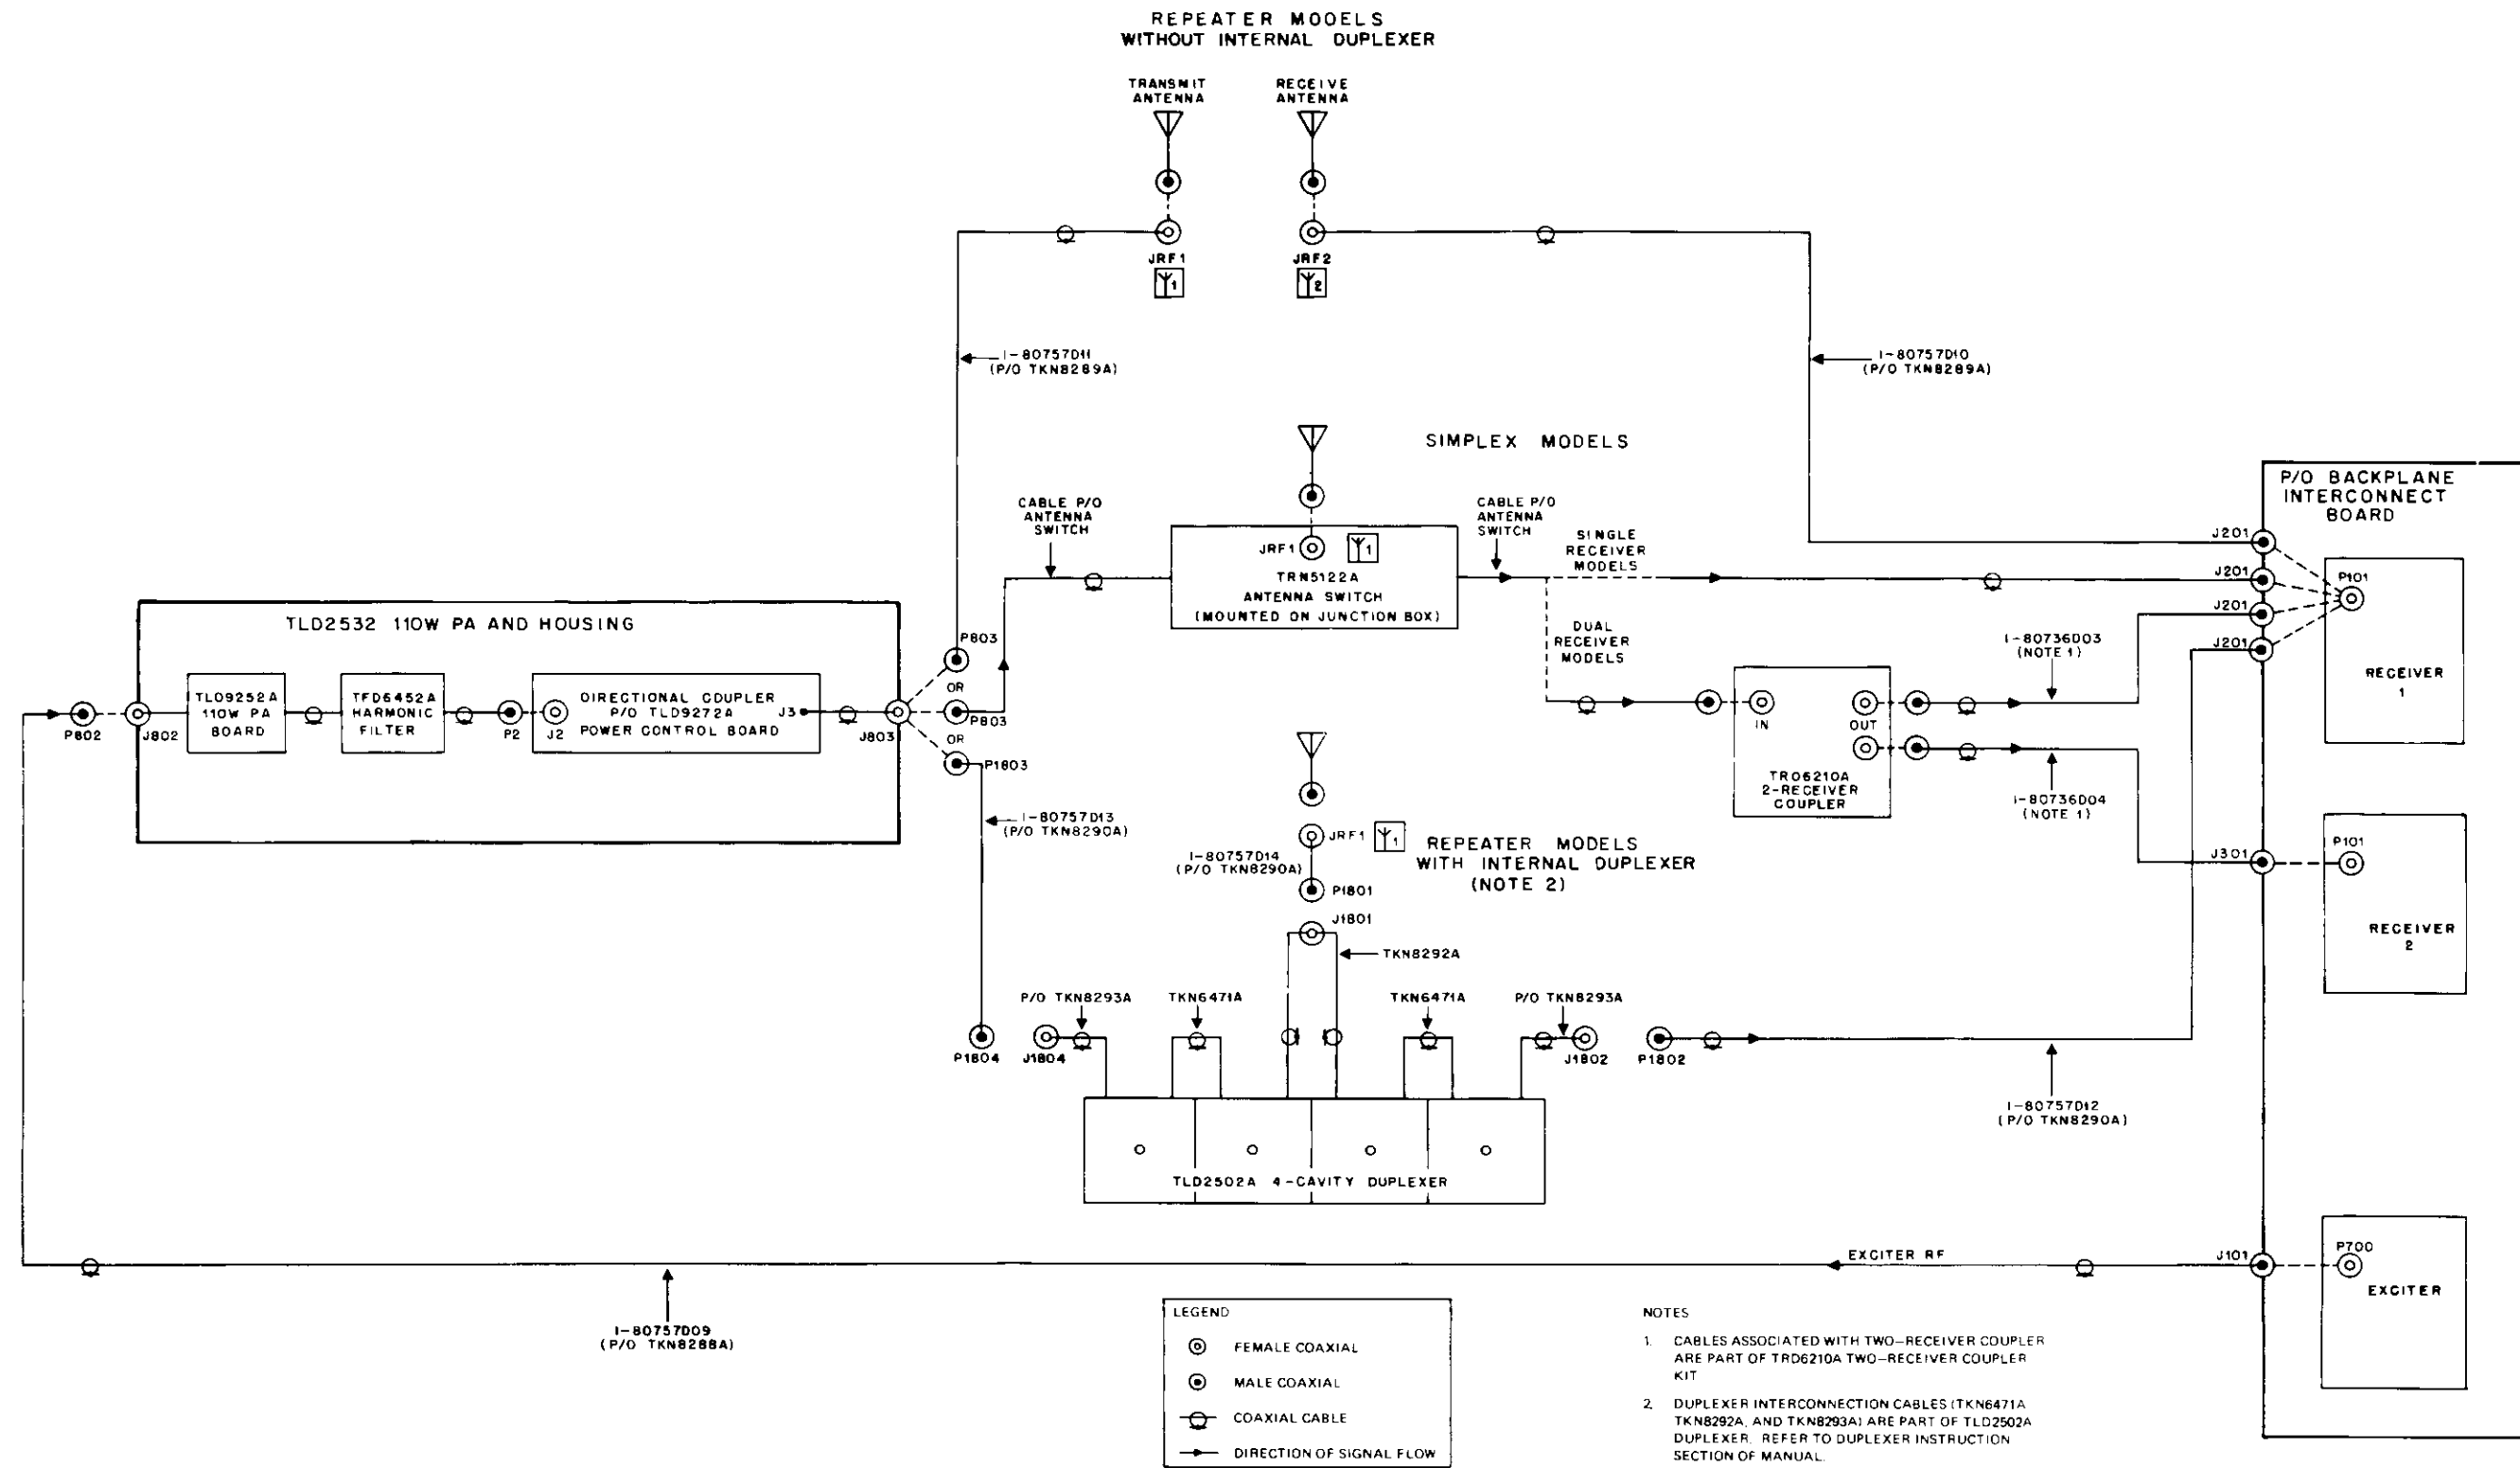 REPEATER MODELS
WITHOUT INTERNAL DUPLEXER
TRANSMIT
ANTENNA
RECEIVE
ANTENNA
JRF1
1
JRF2
2
1-80757D11
(P/O TKN8289A)
1-80757D10
(P/O TKN8289A)
SIMPLEX MODELS
CABLE P/O
ANTENNA
SWITCH
JRF1
1
TRN5122A
ANTENNA SWITCH
(MOUNTED ON JUNCTION BOX)
CABLE P/O
ANTENNA
SWITCH
SINGLE
RECEIVER
MODELS
DUAL
RECEIVER
MODELS
P/O BACKPLANE
INTERCONNECT
BOARD
J201
J201
J201
J201
P101
RECEIVER
1
1-80736D03
(NOTE 1)
IN
OUT
TRD6210A
2-RECEIVER
COUPLER
1-80736D04
(NOTE 1)
J301
P101
RECEIVER
2
TLD2532 110W PA AND HOUSING
P802
J802
TLD9252A
110W PA
BOARD
TFD6452A
HARMONIC
FILTER
P2
J2
DIRECTIONAL COUPLER
P/O TLD9272A
POWER CONTROL BOARD
J3
J803
P803
OR
P803
OR
P1803
1-80757D13
(P/O TKN8290A)
JRF1
1
1-80757D14
(P/O TKN8290A)
P1801
J1801
REPEATER MODELS
WITH INTERNAL DUPLEXER
(NOTE 2)
TKN8292A
P/O TKN8293A
TKN6471A
TKN6471A
P/O TKN8293A
P1804
J1804
J1802
P1802
1-80757D12
(P/O TKN8290A)
TLD2502A 4-CAVITY DUPLEXER
EXCITER RF
J101
P700
EXCITER
1-80757D09
(P/O TKN8288A)
LEGEND
FEMALE COAXIAL
MALE COAXIAL
COAXIAL CABLE
DIRECTION OF SIGNAL FLOW
NOTES
1. CABLES ASSOCIATED WITH TWO-RECEIVER COUPLER
ARE PART OF TRD6210A TWO-RECEIVER COUPLER
KIT
2. DUPLEXER INTERCONNECTION CABLES (TKN6471A
TKN8292A, AND TKN8293A) ARE PART OF TLD2502A
DUPLEXER. REFER TO DUPLEXER INSTRUCTION
SECTION OF MANUAL.